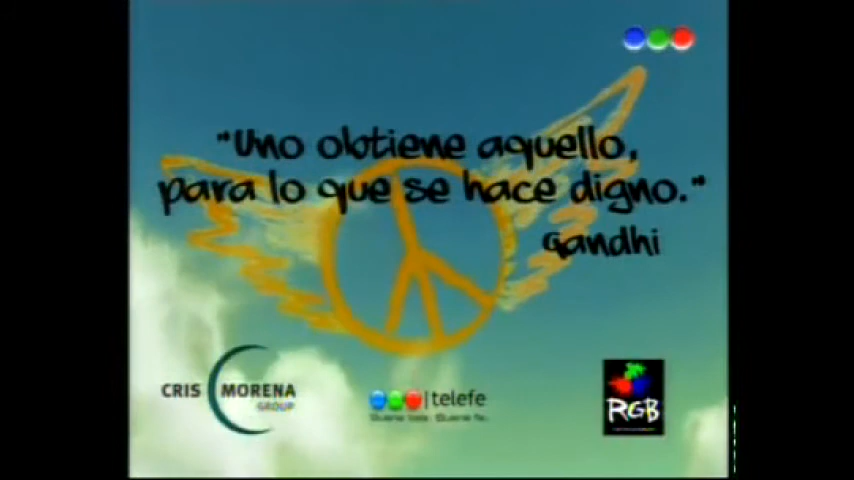 "Uno obtiene aquello,
para lo que se hace digno."
Gandhi
CRIS MORENA
GROUP
telefe
RGB